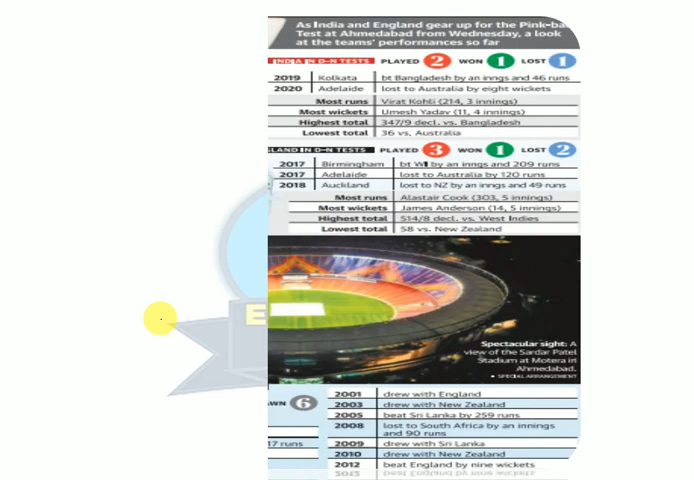 As India and England gear up for the Pink-ba
Test at Ahmedabad from Wednesday, a look
at the teams' performances so far
INDIA IN D-N TESTS PLAYED 2 WON 1 LOST 1
2019 Kolkata bt Bangladesh by an inngs and 46 runs
2020 Adelaide lost to Australia by eight wickets
Most runs Virat Kohli (214, 3 innings)
Most wickets Umesh Yadav (11, 4 innings)
Highest total 347/9 decl. vs. Bangladesh
Lowest total 36 vs. Australia
GLAND IN D-N TESTS PLAYED 3 WON 1 LOST 2
2017 Birmingham bt WI by an inngs and 209 runs
2017 Adelaide lost to Australia by 120 runs
2018 Auckland lost to NZ by an inngs and 49 runs
Most runs Alastair Cook (303, 5 innings)
Most wickets James Anderson (14, 5 innings)
Highest total 514/8 decl. vs. West Indies
Lowest total 58 vs. New Zealand
Spectacular sight: A
view of the Sardar Patel
Stadium at Motera in
Ahmedabad.
• SPECIAL ARRANGEMENT
AWN 6
17 runs
2001 drew with England
2003 drew with New Zealand
2005 beat Sri Lanka by 259 runs
2008 lost to South Africa by an innings
and 90 runs
2009 drew with Sri Lanka
2010 drew with New Zealand
2012 beat England by nine wickets
E